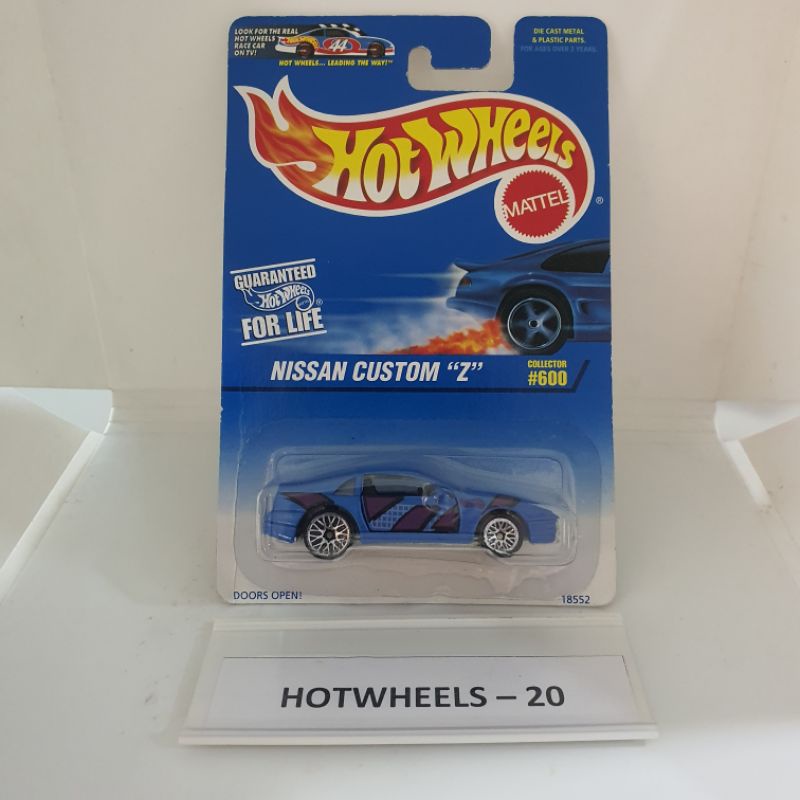 LOOK FOR THE REAL
HOT WHEELS
RACE CAR
ON TV!
44
HOT WHEELS... LEADING THE WAY!™
DIE CAST METAL
& PLASTIC PARTS.
FOR AGES OVER 3 YEARS.
HOT WHEELS
MATTEL
®
GUARANTEED
HOT WHEELS ®
FOR LIFE
NISSAN CUSTOM “Z”
COLLECTOR
#600
DOORS OPEN!
18552
HOTWHEELS – 20